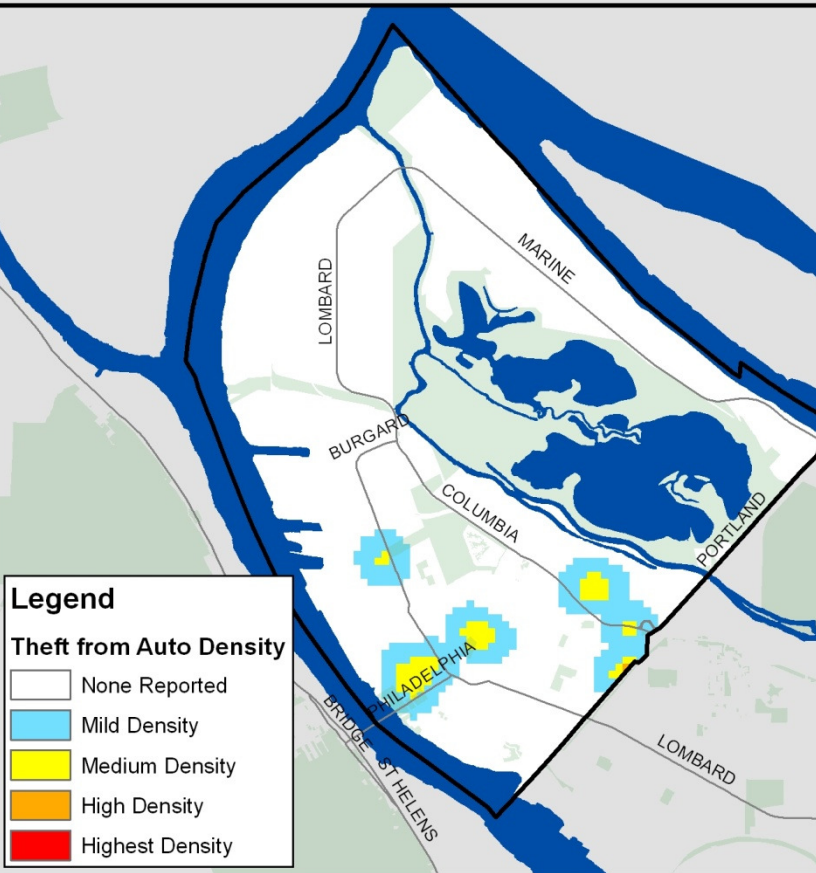 MARINE
LOMBARD
BURGARD
COLUMBIA
PORTLAND
PHILADELPHIA
BRIDGE
ST HELENS
LOMBARD
Legend
Theft from Auto Density
None Reported
Mild Density
Medium Density
High Density
Highest Density